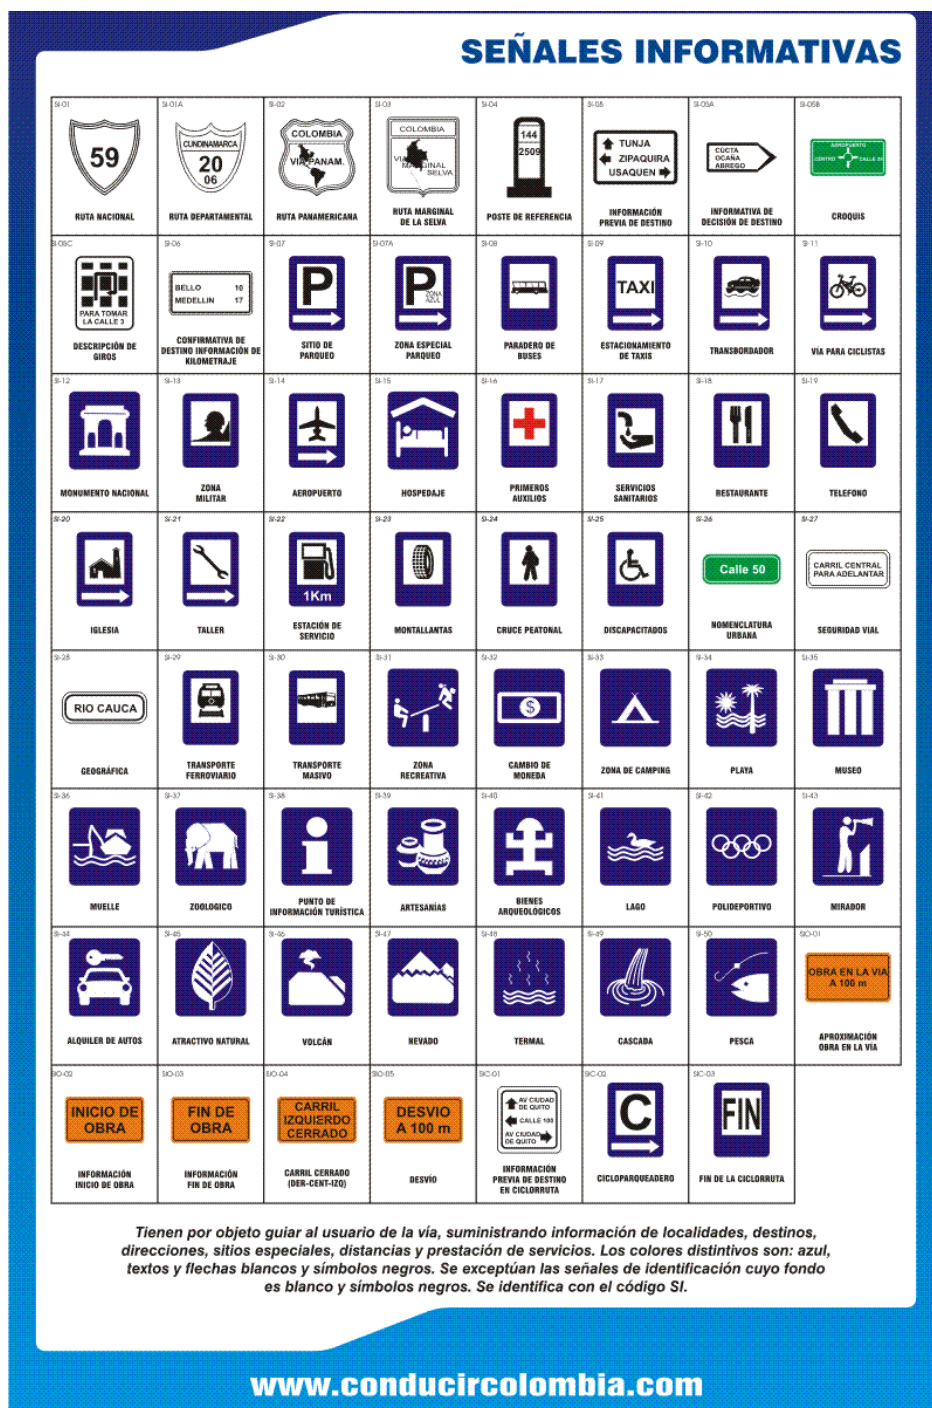 SEÑALES INFORMATIVAS
SI-01
59
RUTA NACIONAL
SI-01A
CUNDINAMARCA
20
06
RUTA DEPARTAMENTAL
SI-02
COLOMBIA
VIA PANAM.
RUTA PANAMERICANA
SI-03
COLOMBIA
VIA
MARGINAL
SELVA
RUTA MARGINAL
DE LA SELVA
SI-04
144
2509
POSTE DE REFERENCIA
SI-05
TUNJA
ZIPAQUIRA
USAQUEN
INFORMACIÓN
PREVIA DE DESTINO
SI-05A
CÚCTA
OCAÑA
ABREGO
INFORMATIVA DE
DECISIÓN DE DESTINO
SI-05B
AEROPUERTO
CENTRO
CALLE 26
CROQUIS
SI-05C
PARA TOMAR
LA CALLE 3
DESCRIPCIÓN DE
GIROS
SI-06
BELLO 10
MEDELLIN 17
CONFIRMATIVA DE
DESTINO INFORMACIÓN DE
KILOMETRAJE
SI-07
P
SITIO DE
PARQUEO
SI-07A
P
ZONA
AZUL
ZONA ESPECIAL
PARQUEO
SI-08
PARADERO DE
BUSES
SI-09
TAXI
ESTACIONAMIENTO
DE TAXIS
SI-10
TRANSBORDADOR
SI-11
VÍA PARA CICLISTAS
SI-12
MONUMENTO NACIONAL
SI-13
ZONA
MILITAR
SI-14
AEROPUERTO
SI-15
HOSPEDAJE
SI-16
PRIMEROS
AUXILIOS
SI-17
SERVICIOS
SANITARIOS
SI-18
RESTAURANTE
SI-19
TELEFONO
SI-20
IGLESIA
SI-21
TALLER
SI-22
1Km
ESTACIÓN DE
SERVICIO
SI-23
MONTALLANTAS
SI-24
CRUCE PEATONAL
SI-25
DISCAPACITADOS
SI-26
Calle 50
NOMENCLATURA
URBANA
SI-27
CARRIL CENTRAL
PARA ADELANTAR
SEGURIDAD VIAL
SI-28
RIO CAUCA
GEOGRÁFICA
SI-29
TRANSPORTE
FERROVIARIO
SI-30
TRANSPORTE
MASIVO
SI-31
ZONA
RECREATIVA
SI-32
$
CAMBIO DE
MONEDA
SI-33
ZONA DE CAMPING
SI-34
PLAYA
SI-35
MUSEO
SI-36
MUELLE
SI-37
ZOOLOGICO
SI-38
PUNTO DE
INFORMACIÓN TURÍSTICA
SI-39
ARTESANÍAS
SI-40
BIENES
ARQUEOLOGICOS
SI-41
LAGO
SI-42
POLIDEPORTIVO
SI-43
MIRADOR
SI-44
ALQUILER DE AUTOS
SI-45
ATRACTIVO NATURAL
SI-46
VOLCÁN
SI-47
NEVADO
SI-48
TERMAL
SI-49
CASCADA
SI-50
PESCA
SIO-01
OBRA EN LA VIA
A 100 m
APROXIMACIÓN
OBRA EN LA VÍA
SIO-02
INICIO DE
OBRA
INFORMACIÓN
INICIO DE OBRA
SIO-03
FIN DE
OBRA
INFORMACIÓN
FIN DE OBRA
SIO-04
CARRIL
IZQUIERDO
CERRADO
CARRIL CERRADO
(DER-CENT-IZQ)
SIO-05
DESVIO
A 100 m
DESVÍO
SIC-01
AV CIUDAD
DE QUITO
CALLE 100
AV CIUDAD
DE QUITO
INFORMACIÓN
PREVIA DE DESTINO
EN CICLORRUTA
SIC-02
C
CICLOPARQUEADERO
SIC-03
FIN
FIN DE LA CICLORRUTA
Tienen por objeto guiar al usuario de la vía, suministrando información de localidades, destinos,
direcciones, sitios especiales, distancias y prestación de servicios. Los colores distintivos son: azul,
textos y flechas blancos y símbolos negros. Se exceptúan las señales de identificación cuyo fondo
es blanco y símbolos negros. Se identifica con el código SI.
www.conducircolombia.com